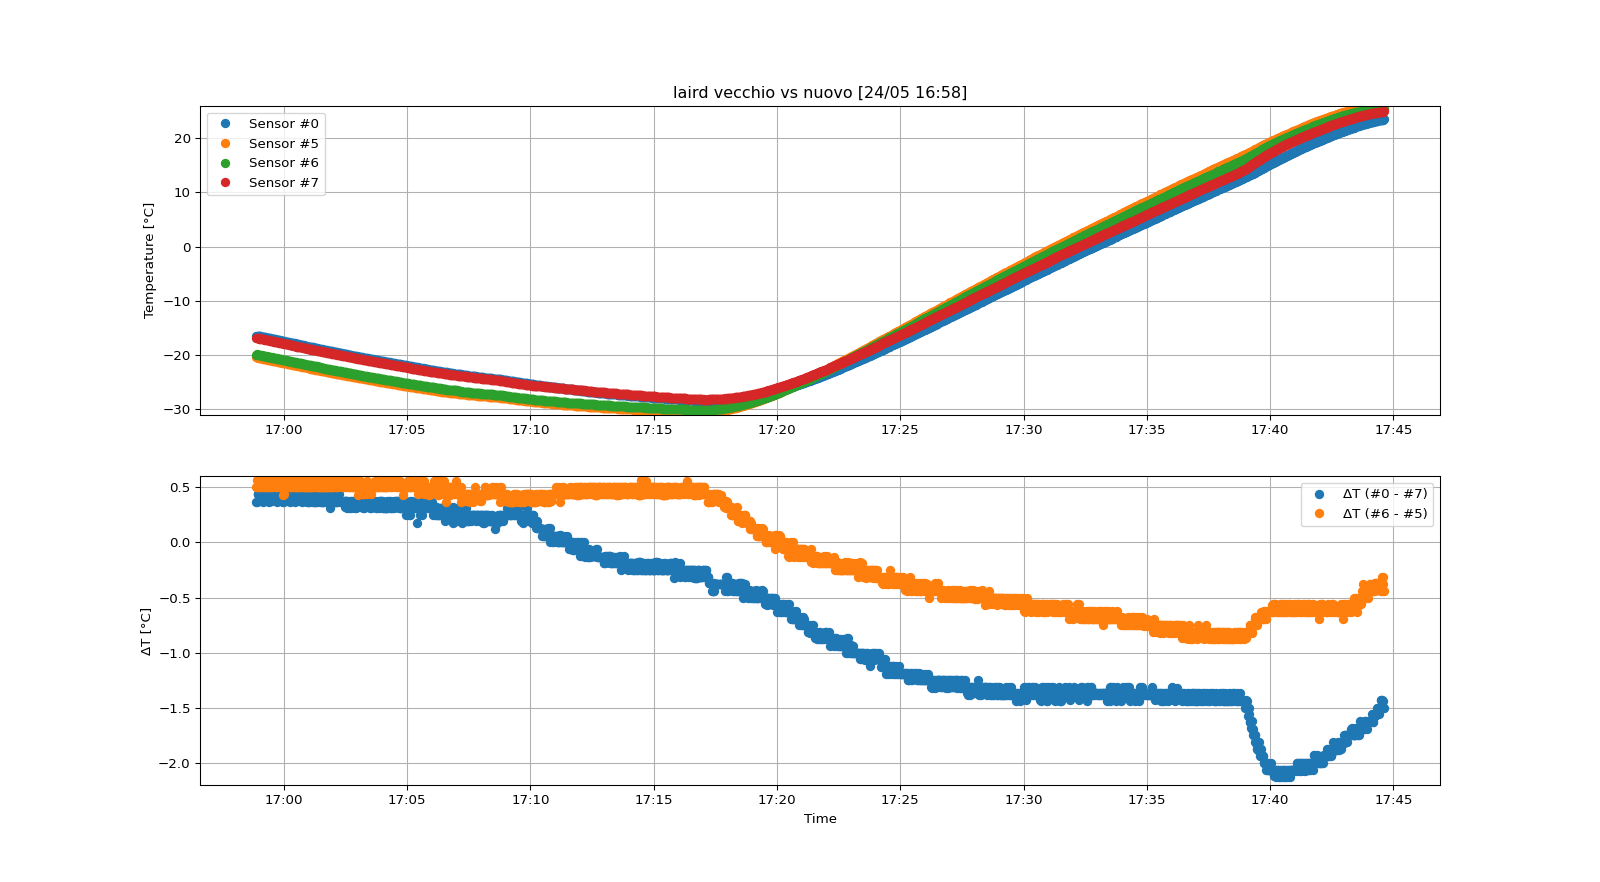 laird vecchio vs nuovo [24/05 16:58]
Sensor #0
Sensor #5
Sensor #6
Sensor #7
Temperature [°C]
20
10
0
−10
−20
−30
17:00 17:05 17:10 17:15 17:20 17:25 17:30 17:35 17:40 17:45
ΔT (#0 - #7)
ΔT (#6 - #5)
ΔT [°C]
0.5
0.0
−0.5
−1.0
−1.5
−2.0
17:00 17:05 17:10 17:15 17:20 17:25 17:30 17:35 17:40 17:45
Time